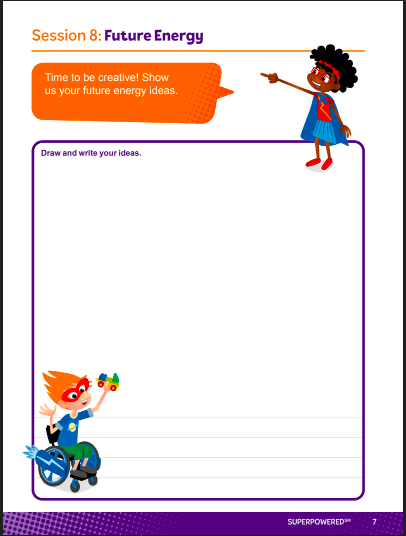 Session 8: Future Energy
Time to be creative! Show
us your future energy ideas.
Draw and write your ideas.
SUPERPOWERED℠ 7